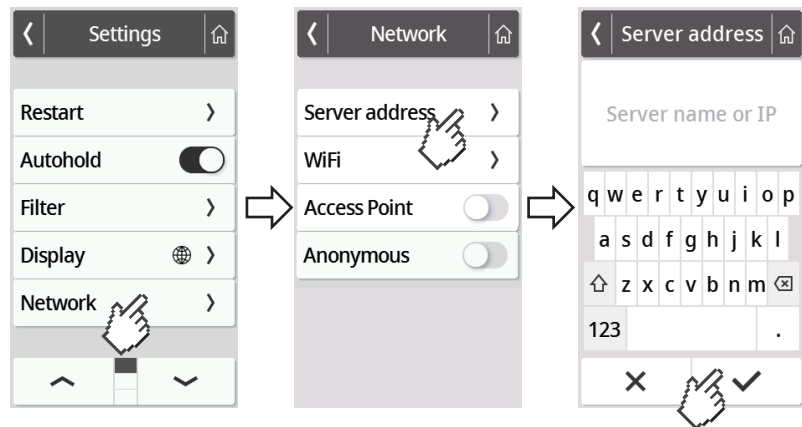 Settings
Restart
Autohold
Filter
Display
Network
Network
Server address
WiFi
Access Point
Anonymous
Server address
Server name or IP
q w e r t y u i o p
a s d f g h j k l
z x c v b n m
123 .